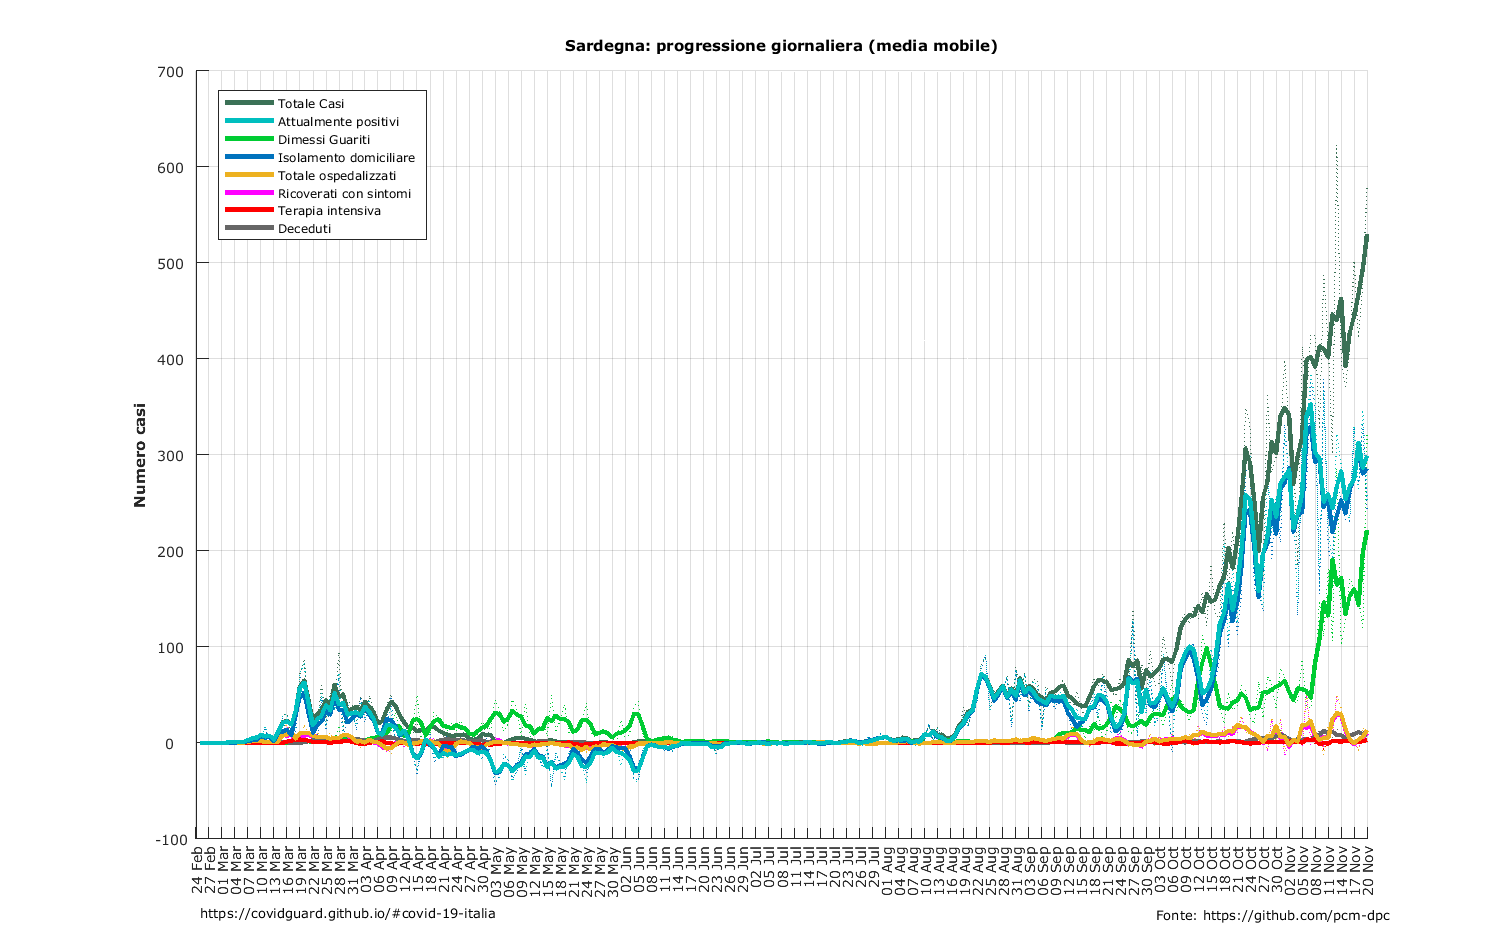 Sardegna: progressione giornaliera (media mobile)
700
600
500
400
300
200
100
0
-100
Numero casi
Totale Casi
Attualmente positivi
Dimessi Guariti
Isolamento domiciliare
Totale ospedalizzati
Ricoverati con sintomi
Terapia intensiva
Deceduti
24 Feb
27 Feb
01 Mar
04 Mar
07 Mar
10 Mar
13 Mar
16 Mar
19 Mar
22 Mar
25 Mar
28 Mar
31 Mar
03 Apr
06 Apr
09 Apr
12 Apr
15 Apr
18 Apr
21 Apr
24 Apr
27 Apr
30 Apr
03 May
06 May
09 May
12 May
15 May
18 May
21 May
24 May
27 May
30 May
02 Jun
05 Jun
08 Jun
11 Jun
14 Jun
17 Jun
20 Jun
23 Jun
26 Jun
29 Jun
02 Jul
05 Jul
08 Jul
11 Jul
14 Jul
17 Jul
20 Jul
23 Jul
26 Jul
29 Jul
01 Aug
04 Aug
07 Aug
10 Aug
13 Aug
16 Aug
19 Aug
22 Aug
25 Aug
28 Aug
31 Aug
03 Sep
06 Sep
09 Sep
12 Sep
15 Sep
18 Sep
21 Sep
24 Sep
27 Sep
30 Sep
03 Oct
06 Oct
09 Oct
12 Oct
15 Oct
18 Oct
21 Oct
24 Oct
27 Oct
30 Oct
02 Nov
05 Nov
08 Nov
11 Nov
14 Nov
17 Nov
20 Nov
https://covidguard.github.io/#covid-19-italia
Fonte: https://github.com/pcm-dpc